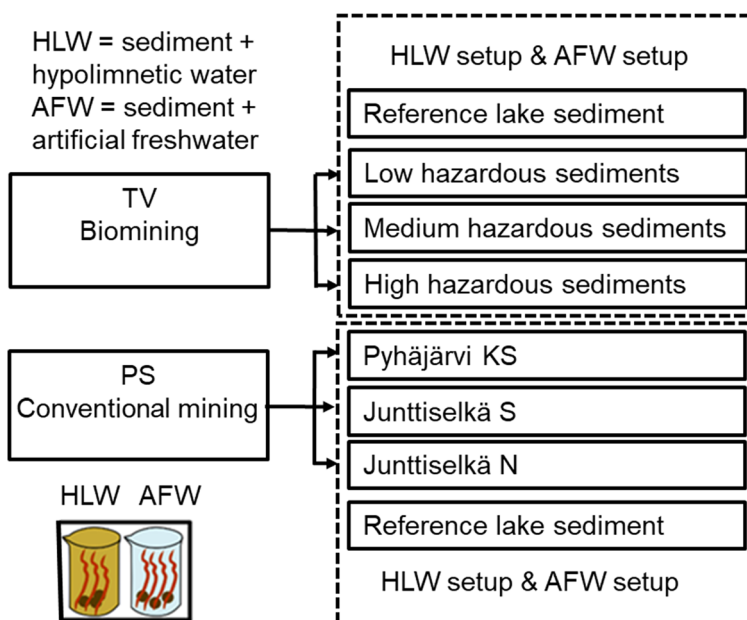 HLW = sediment +
hypolimnetic water
AFW = sediment +
artificial freshwater
HLW setup & AFW setup
Reference lake sediment
TV
Biomining
Low hazardous sediments
Medium hazardous sediments
High hazardous sediments
PS
Conventional mining
Pyhäjärvi KS
Junttiselkä S
Junttiselkä N
Reference lake sediment
HLW setup & AFW setup
HLW AFW